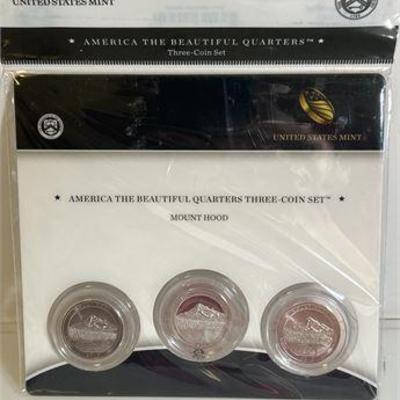 UNITED STATES MINT
★ AMERICA THE BEAUTIFUL QUARTERS™ ★
Three-Coin Set
UNITED STATES MINT
★ AMERICA THE BEAUTIFUL QUARTERS THREE-COIN SET™ ★
MOUNT HOOD